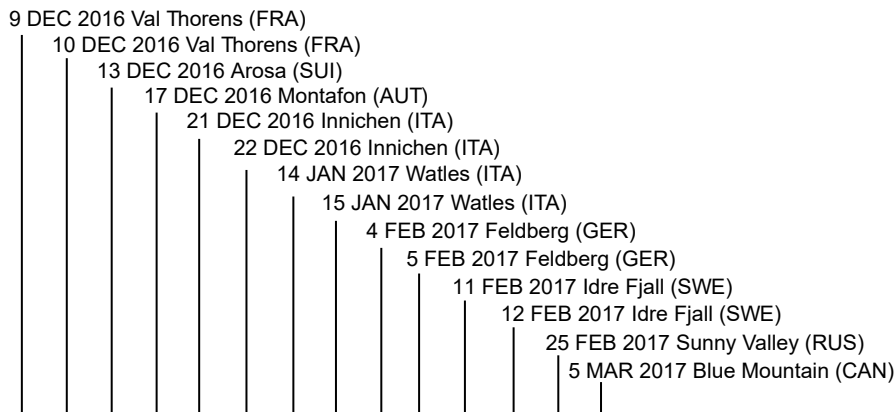 9 DEC 2016 Val Thorens (FRA)
10 DEC 2016 Val Thorens (FRA)
13 DEC 2016 Arosa (SUI)
17 DEC 2016 Montafon (AUT)
21 DEC 2016 Innichen (ITA)
22 DEC 2016 Innichen (ITA)
14 JAN 2017 Watles (ITA)
15 JAN 2017 Watles (ITA)
4 FEB 2017 Feldberg (GER)
5 FEB 2017 Feldberg (GER)
11 FEB 2017 Idre Fjall (SWE)
12 FEB 2017 Idre Fjall (SWE)
25 FEB 2017 Sunny Valley (RUS)
5 MAR 2017 Blue Mountain (CAN)